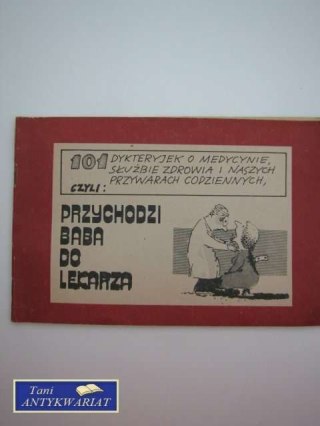 101 DYKTERYJEK O MEDYCYNIE,
SŁUŻBIE ZDROWIA I NASZYCH
PRZYWARACH CODZIENNYCH,
CZYLI:
PRZYCHODZI
BABA
DO
LEKARZA
Tani
ANTYKWARIAT